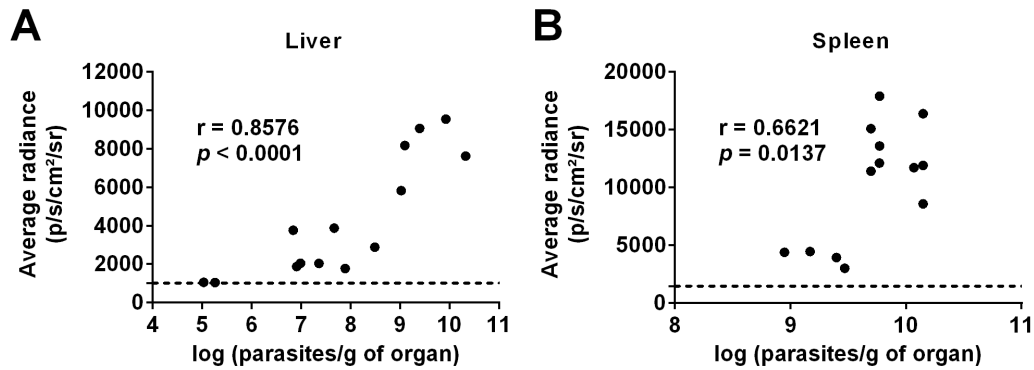 A
Liver
Average radiance
(p/s/cm²/sr)
12000
10000
8000
6000
4000
2000
0
r = 0.8576
p < 0.0001
4 5 6 7 8 9 10 11
log (parasites/g of organ)
B
Spleen
Average radiance
(p/s/cm²/sr)
20000
15000
10000
5000
0
r = 0.6621
p = 0.0137
8 9 10 11
log (parasites/g of organ)